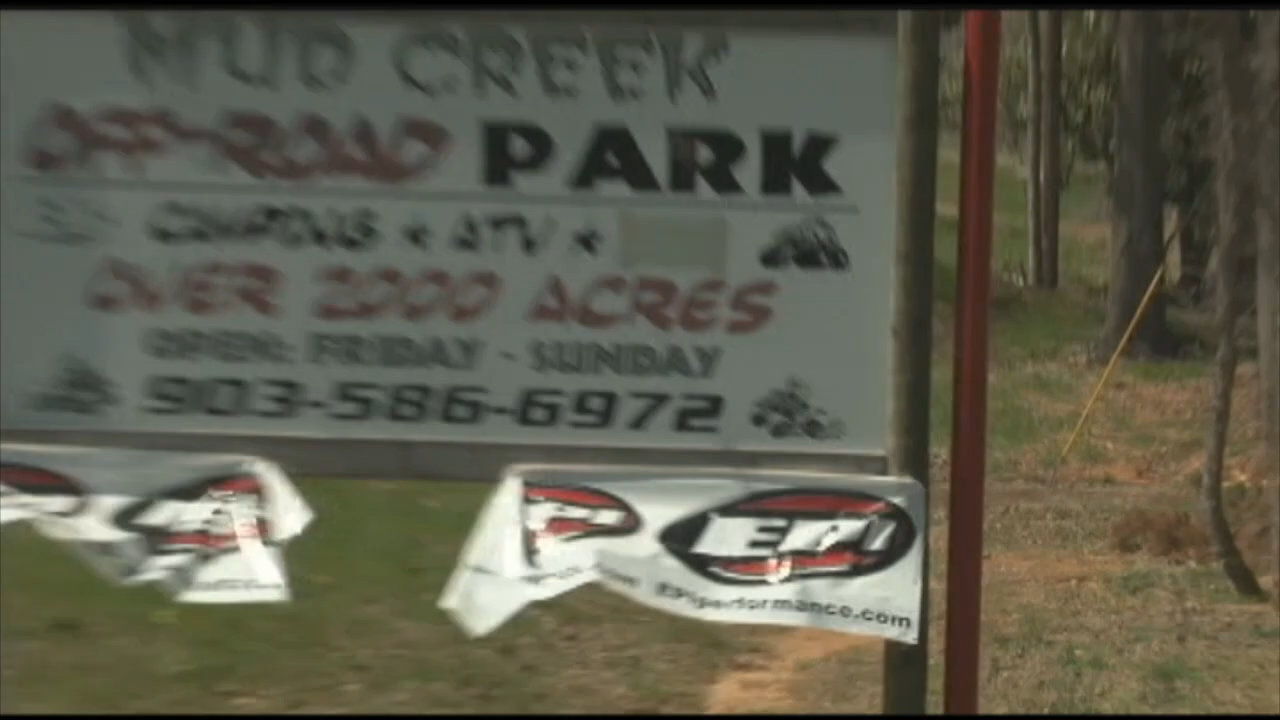 MUD CREEK
OFF-ROAD PARK
CAMPING * ATV *
OVER 2000 ACRES
OPEN: FRIDAY - SUNDAY
903-586-6972
EPI
EPIperformance.com